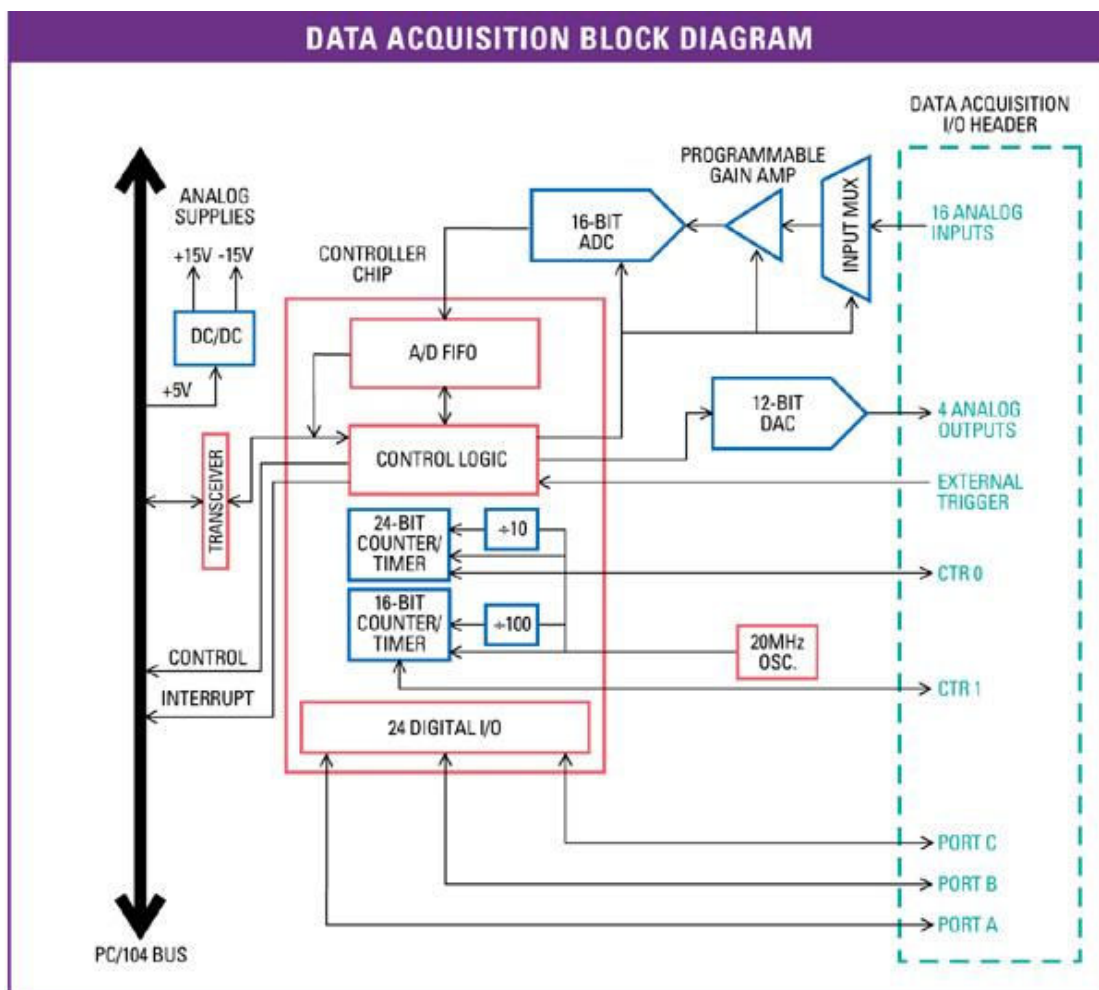 DATA ACQUISITION BLOCK DIAGRAM
DATA ACQUISITION
I/O HEADER
PROGRAMMABLE
GAIN AMP
ANALOG
SUPPLIES
+15V -15V
DC/DC
+5V
CONTROLLER
CHIP
16-BIT
ADC
INPUT MUX
16 ANALOG
INPUTS
A/D FIFO
12-BIT
DAC
4 ANALOG
OUTPUTS
TRANSCEIVER
CONTROL LOGIC
EXTERNAL
TRIGGER
24-BIT
COUNTER/
TIMER
÷10
CTR 0
16-BIT
COUNTER/
TIMER
÷100
20MHz
OSC.
CONTROL
INTERRUPT
CTR 1
24 DIGITAL I/O
PORT C
PORT B
PORT A
PC/104 BUS